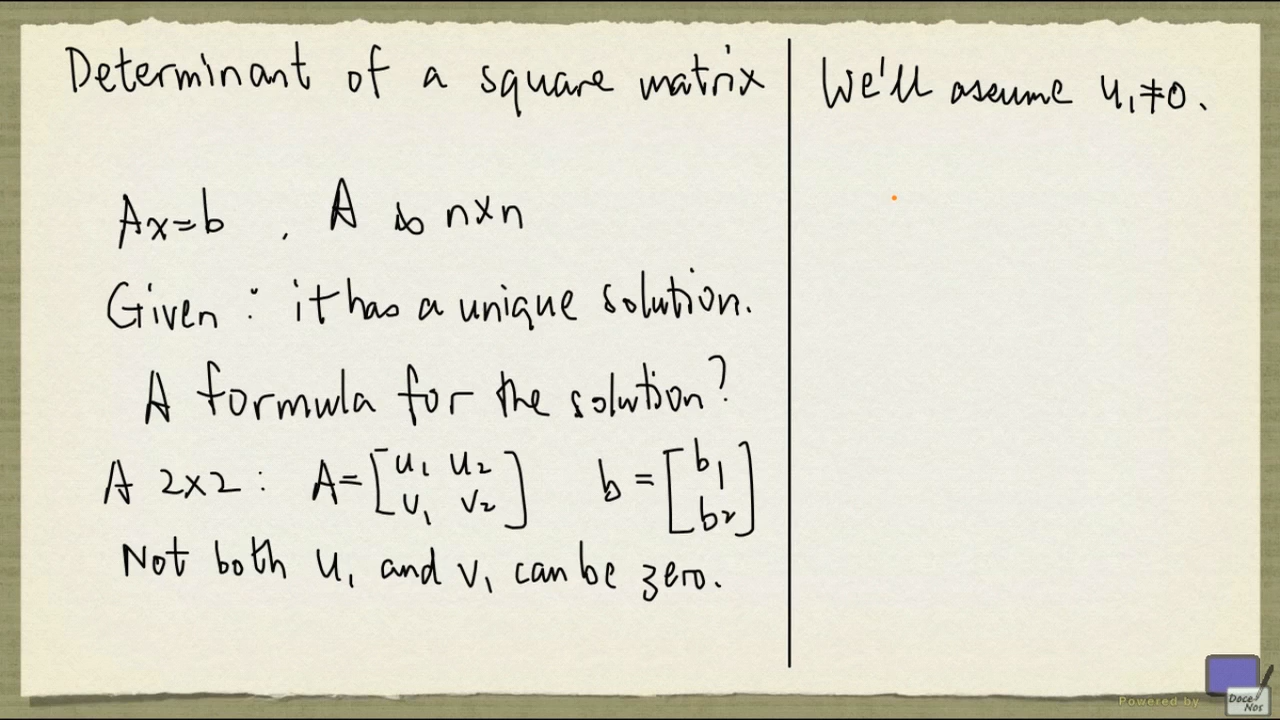 Determinant of a square matrix
Ax=b , A is n×n
Given : it has a unique solution.
A formula for the solution?
A 2×2 : A = [ u₁ u₂
v₁ v₂ ] b = [ b₁
b₂ ]
Not both u₁ and v₁ can be zero.
We'll assume u₁≠0.
Powered by
Doce
Nos